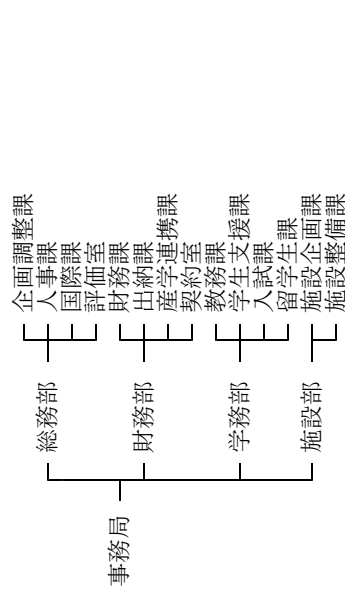 事務局
総務部
企画調整課
人事課
国際課
評価室
財務部
財務課
出納課
産学連携課
契約室
学務部
教務課
学生支援課
入試課
留学生課
施設部
施設企画課
施設整備課